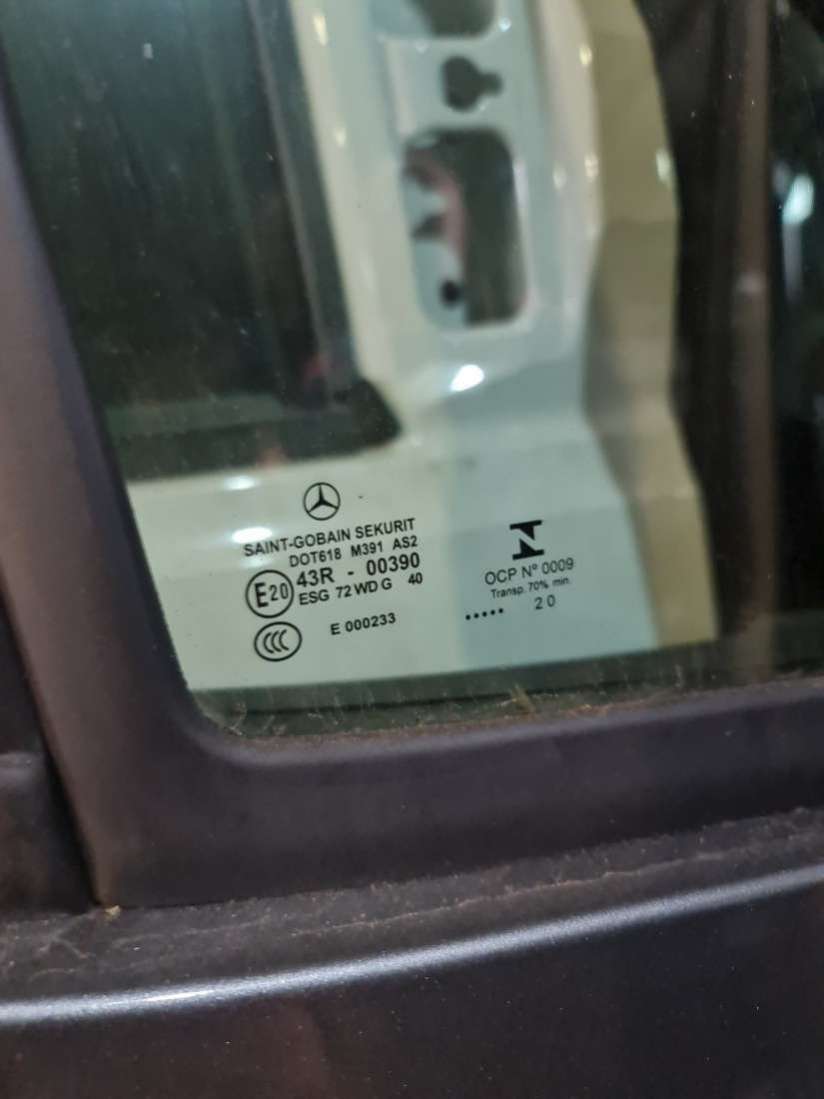 SAINT-GOBAIN SEKURIT
DOT618 M391 AS2
E20 43R - 00390
ESG 72 WD G 40
CCC E 000233
N
OCP Nº 0009
Transp. 70% min.
••••• 20